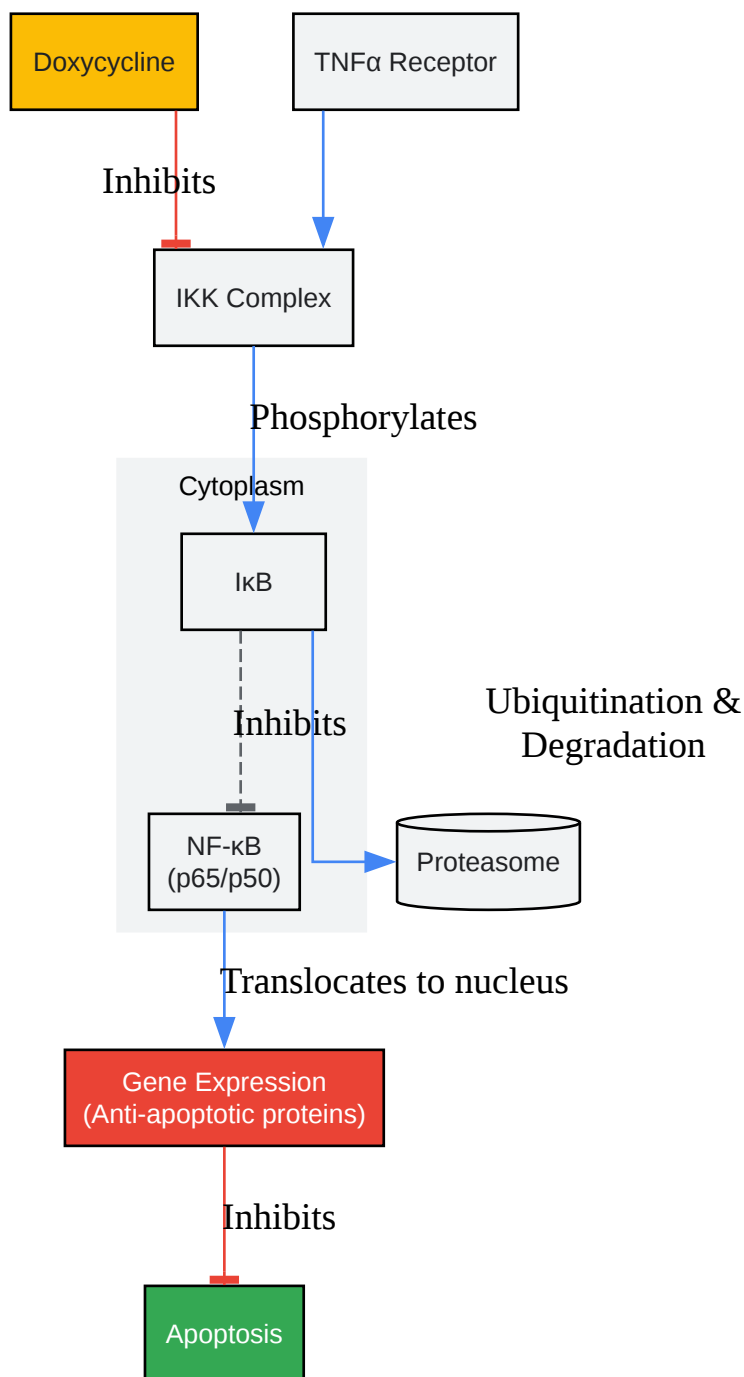 Doxycycline
TNFα Receptor
Inhibits
IKK Complex
Phosphorylates
Cytoplasm
IκB
Inhibits
Ubiquitination &
Degradation
NF-κB
(p65/p50)
Proteasome
Translocates to nucleus
Gene Expression
(Anti-apoptotic proteins)
Inhibits
Apoptosis